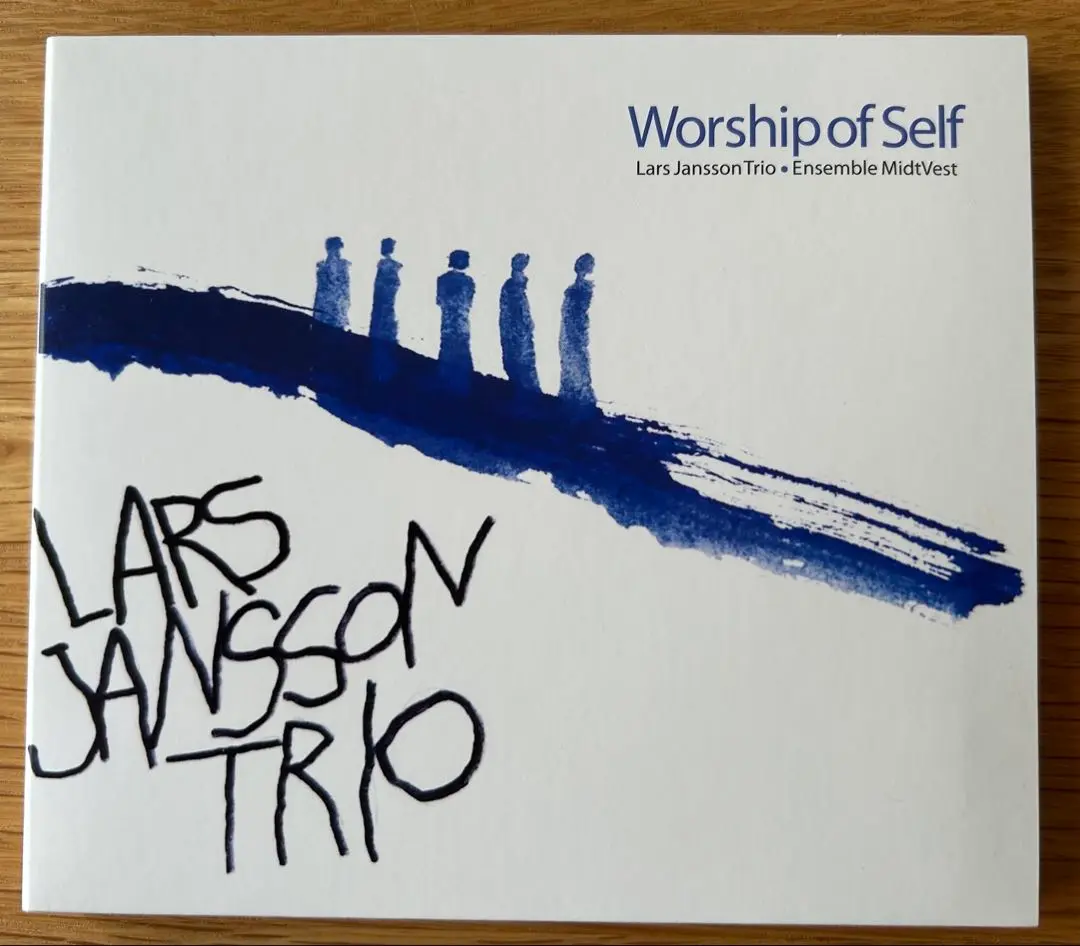 Worship of Self
Lars Jansson Trio • Ensemble MidtVest
LARS
JANSSON
TRIO